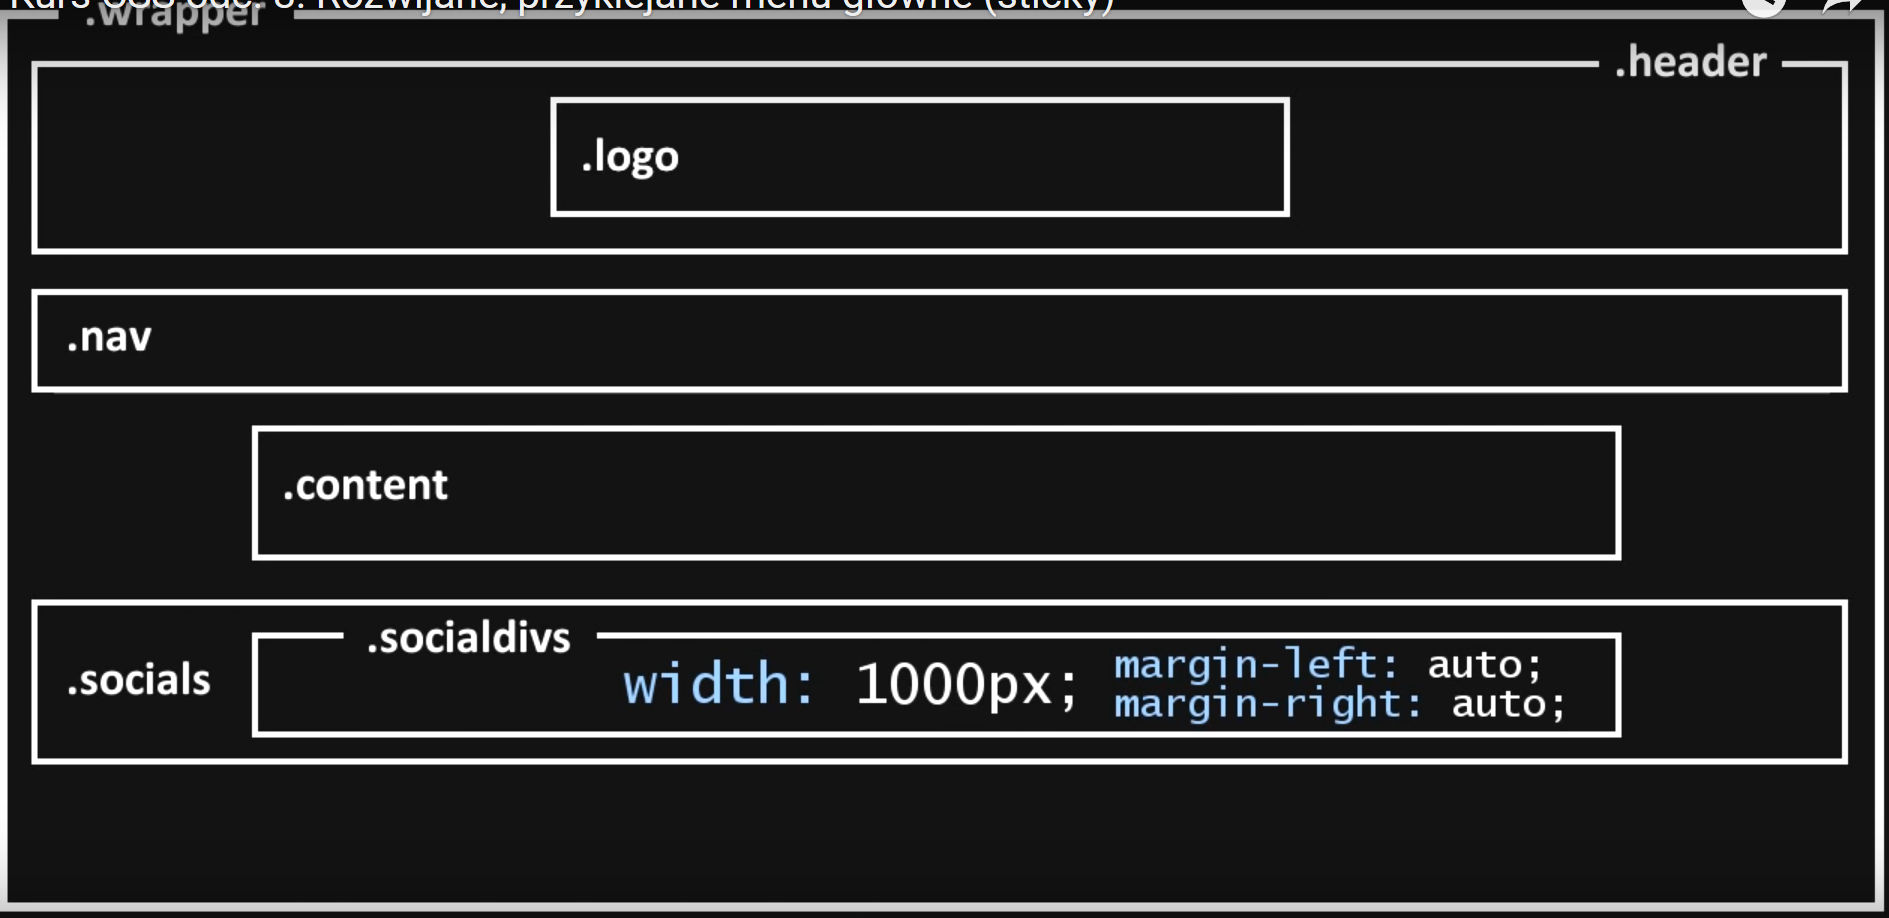 Kurs CSS odc. 3: Rozwijane, przyklejane menu główne (sticky)
.wrapper
.header
.logo
.nav
.content
.socialdivs
.socials
width: 1000px;
margin-left: auto;
margin-right: auto;